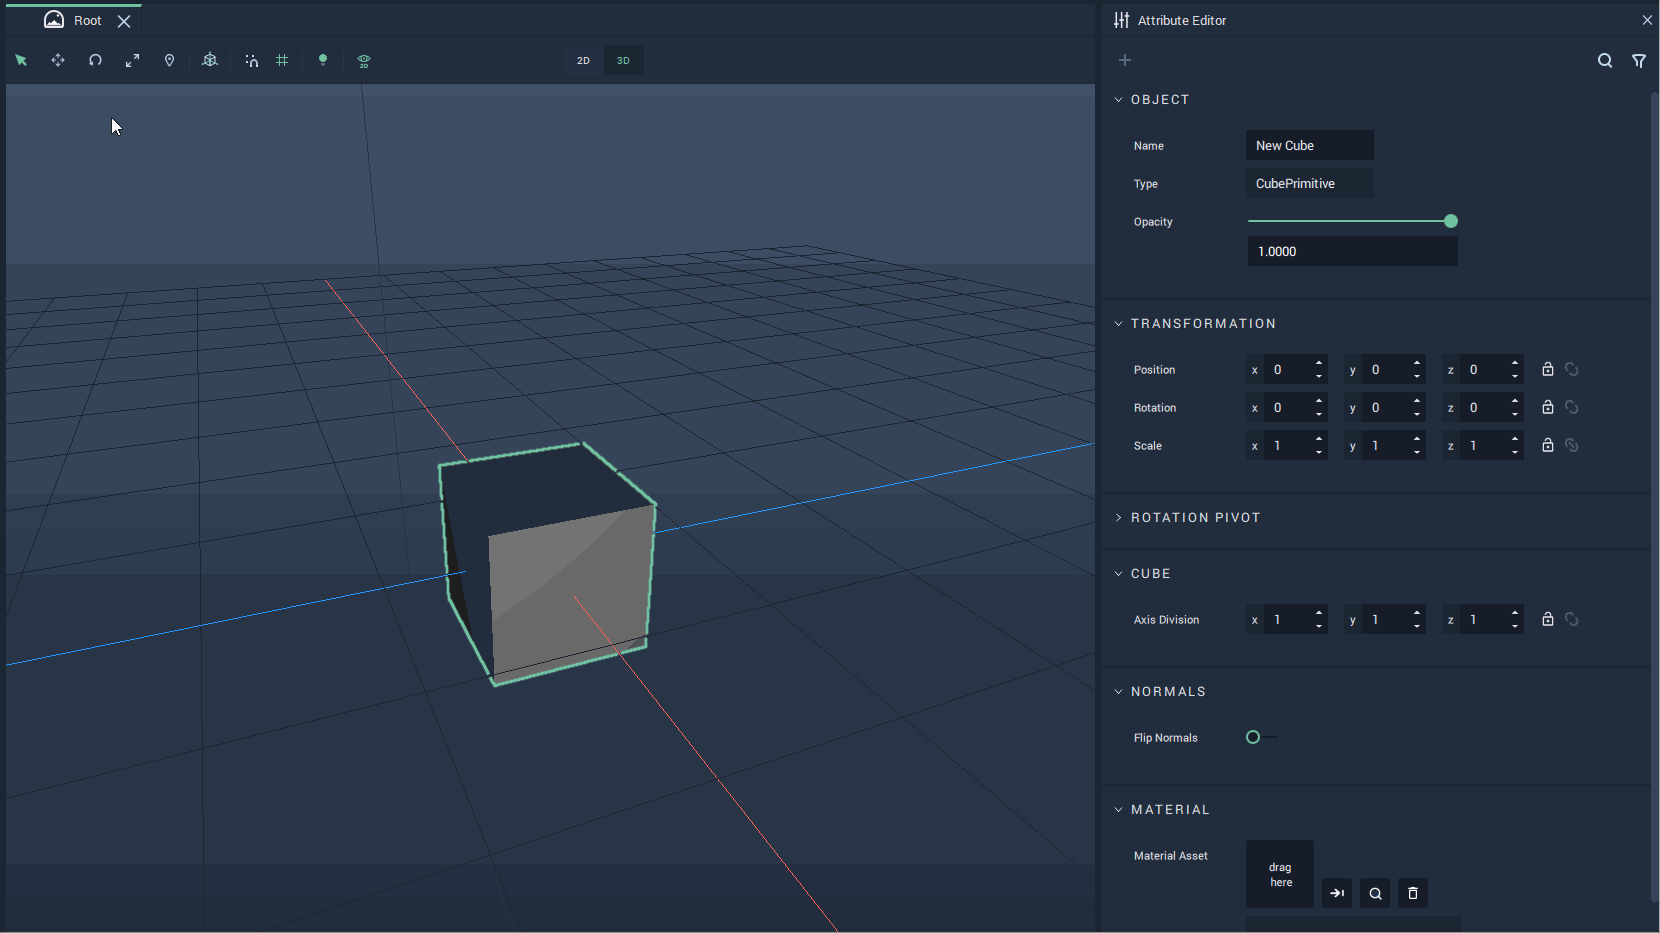 Root
Attribute Editor
2D 3D
2D
OBJECT
Name New Cube
Type CubePrimitive
Opacity
1.0000
TRANSFORMATION
Position x 0 y 0 z 0
Rotation x 0 y 0 z 0
Scale x 1 y 1 z 1
ROTATION PIVOT
CUBE
Axis Division x 1 y 1 z 1
NORMALS
Flip Normals
MATERIAL
Material Asset
drag
here